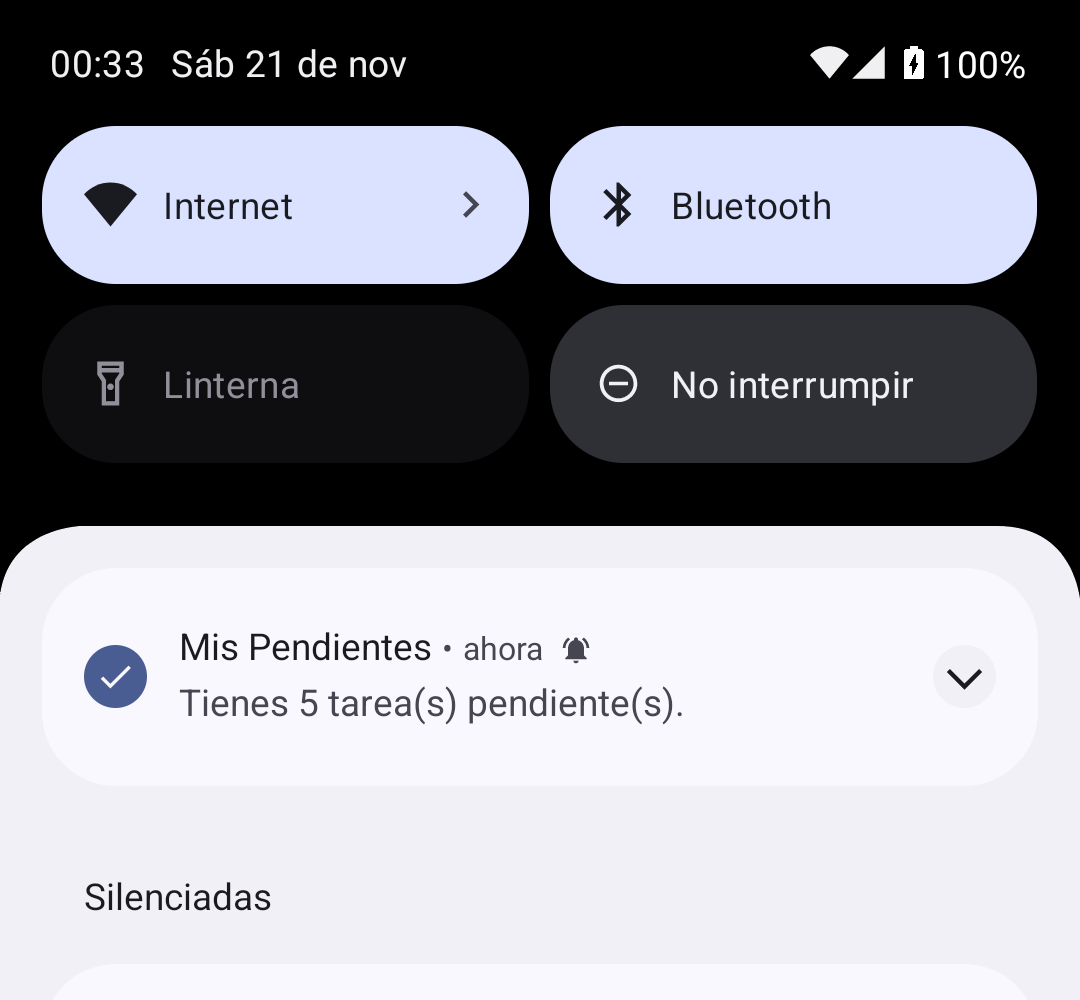 00:33 Sáb 21 de nov 100%
Internet Bluetooth
Linterna No interrumpir
Mis Pendientes • ahora
Tienes 5 tarea(s) pendiente(s).
Silenciadas